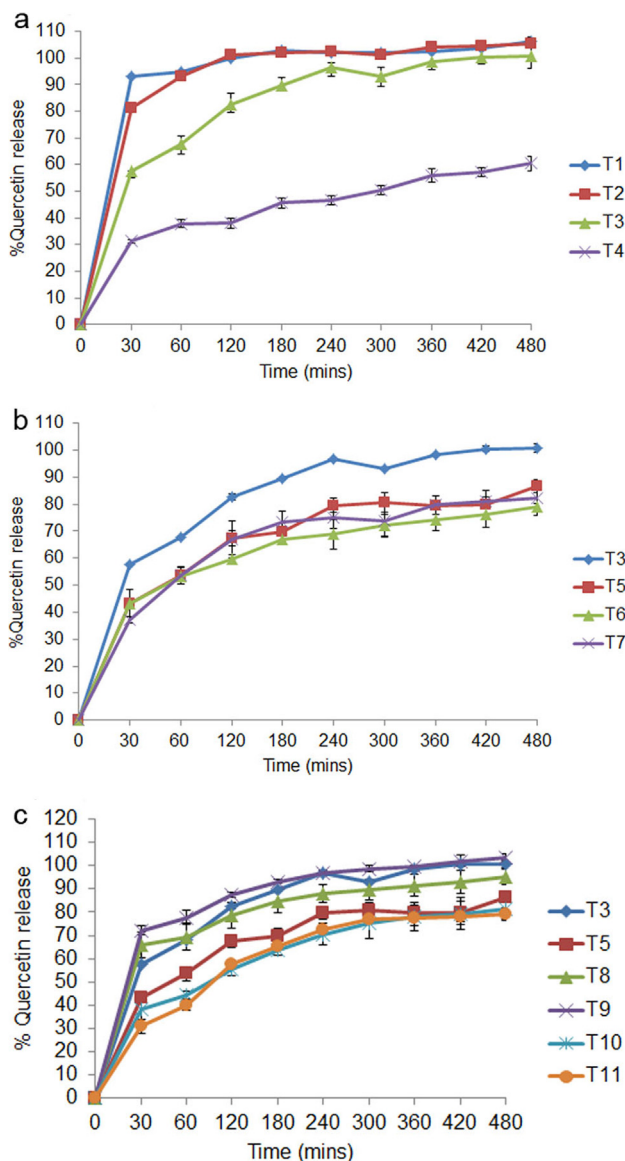 a
110
100
90
80
70
60
50
40
30
20
10
0
%Quercetin release
0 30 60 120 180 240 300 360 420 480
Time (mins)
T1
T2
T3
T4
b
110
100
90
80
70
60
50
40
30
20
10
0
%Quercetin release
0 30 60 120 180 240 300 360 420 480
Time (mins)
T3
T5
T6
T7
c
120
110
100
90
80
70
60
50
40
30
20
10
0
% Quercetin release
0 30 60 120 180 240 300 360 420 480
Time (mins)
T3
T5
T8
T9
T10
T11